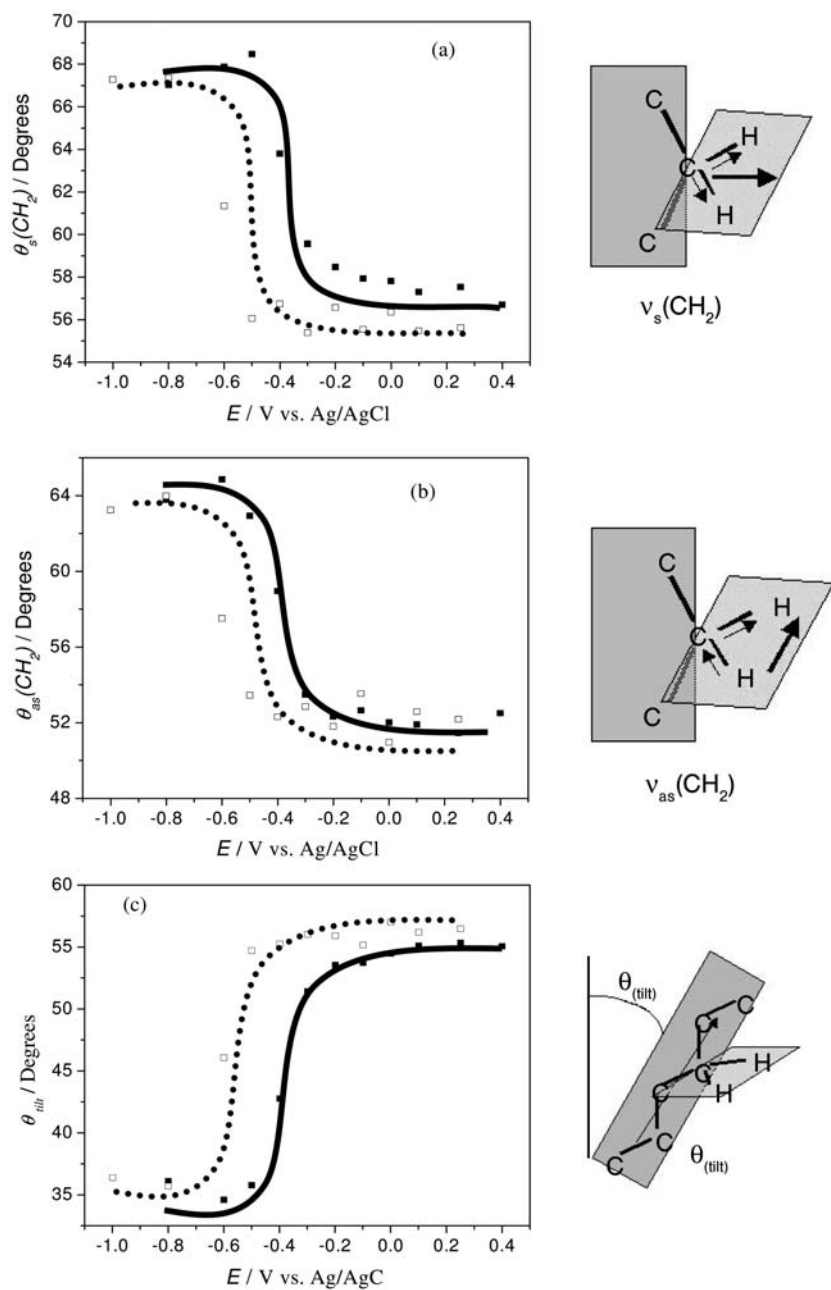 (a)
70
68
66
64
62
60
58
56
54
θs(CH2) / Degrees
-1.0 -0.8 -0.6 -0.4 -0.2 0.0 0.2 0.4
E / V vs. Ag/AgCl
C
H
C
H
C
νs(CH2)
(b)
64
60
56
52
48
θas(CH2) / Degrees
-1.0 -0.8 -0.6 -0.4 -0.2 0.0 0.2 0.4
E / V vs. Ag/AgCl
C
H
C
H
C
νas(CH2)
(c)
60
55
50
45
40
35
θtilt / Degrees
-1.0 -0.8 -0.6 -0.4 -0.2 0.0 0.2 0.4
E / V vs. Ag/AgC
θ(tilt)
C
C
H
C
H
C
C
C
θ(tilt)